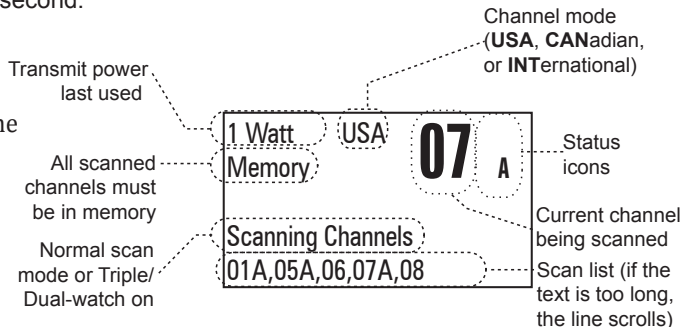 second.
Channel mode
(USA, CANadian,
or INTernational)
Transmit power
last used
ne
All scanned
channels must
be in memory
Normal scan
mode or Triple/
Dual-watch on
1 Watt USA 07 A
Memory
Scanning Channels
01A,05A,06,07A,08
Status
icons
Current channel
being scanned
Scan list (if the
text is too long,
the line scrolls)